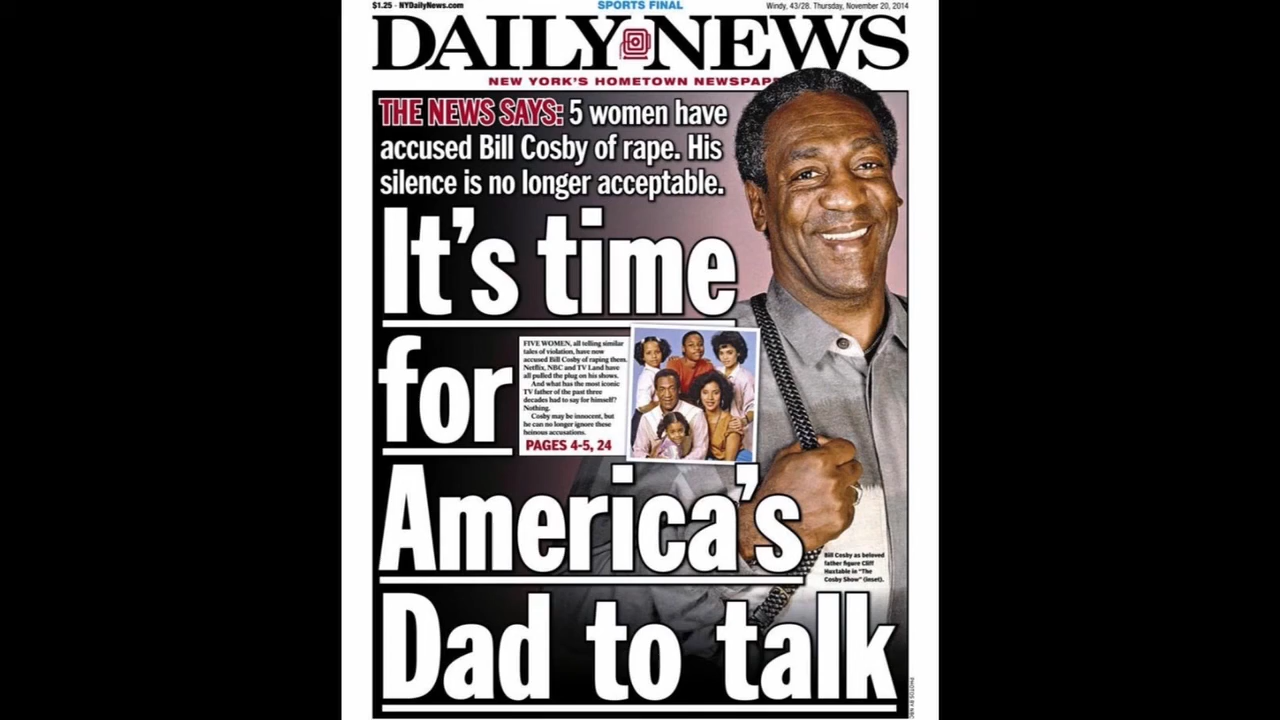 $1.25 - NYDailyNews.com
SPORTS FINAL
Windy, 43/28. Thursday, November 20, 2014
DAILY NEWS
NEW YORK'S HOMETOWN NEWSPAP
THE NEWS SAYS: 5 women have
accused Bill Cosby of rape. His
silence is no longer acceptable.
It's time
for
FIVE WOMEN, all telling similar
tales of violation, have now
accused Bill Cosby of raping them.
Netflix, NBC and TV Land have
all pulled the plug on his shows.
And what has the most iconic
TV father of the past three
decades had to say for himself?
Nothing.
Cosby may be innocent, but
he can no longer ignore these
heinous accusations.
PAGES 4-5, 24
America's
Bill Cosby as beloved
father figure Cliff
Huxtable in "The
Cosby Show" (inset).
Dad to talk
PHOTOS BY NBC